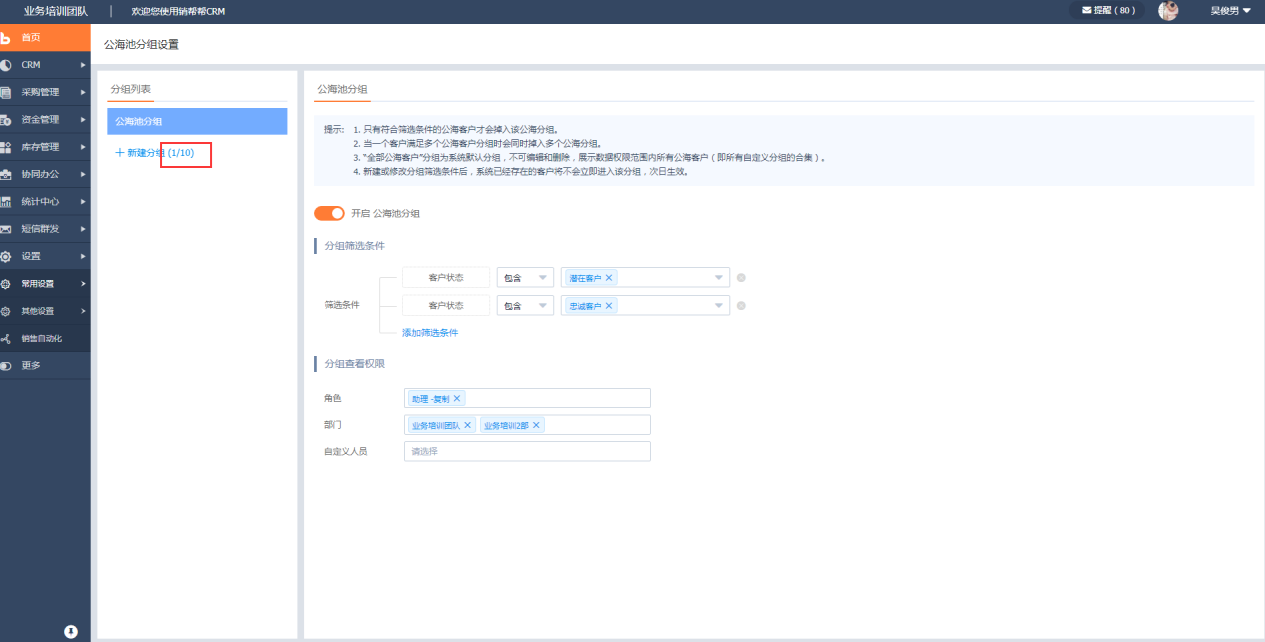 业务培训团队 | 欢迎您使用销帮帮CRM
提醒（80）
吴俊男
首页
CRM
采购管理
资金管理
库存管理
协同办公
统计中心
短信群发
设置
常用设置
其他设置
销售自动化
更多
公海池分组设置
分组列表
公海池分组
新建分组 (1/10)
公海池分组
提示： 1. 只有符合筛选条件的公海客户才会掉入该公海分组。
2. 当一个客户满足多个公海客户分组时会同时掉入多个公海分组。
3. “全部公海客户”分组为系统默认分组，不可编辑和删除，展示数据权限范围内所有公海客户（即所有自定义分组的合集）。
4. 新建或修改分组筛选条件后，系统已经存在的客户将不会立即进入该分组，次日生效。
开启 公海池分组
分组筛选条件
筛选条件
客户状态 包含 潜在客户
客户状态 包含 忠诚客户
添加筛选条件
分组查看权限
角色 助理 -复制
部门 业务培训团队 业务培训2部
自定义人员 请选择